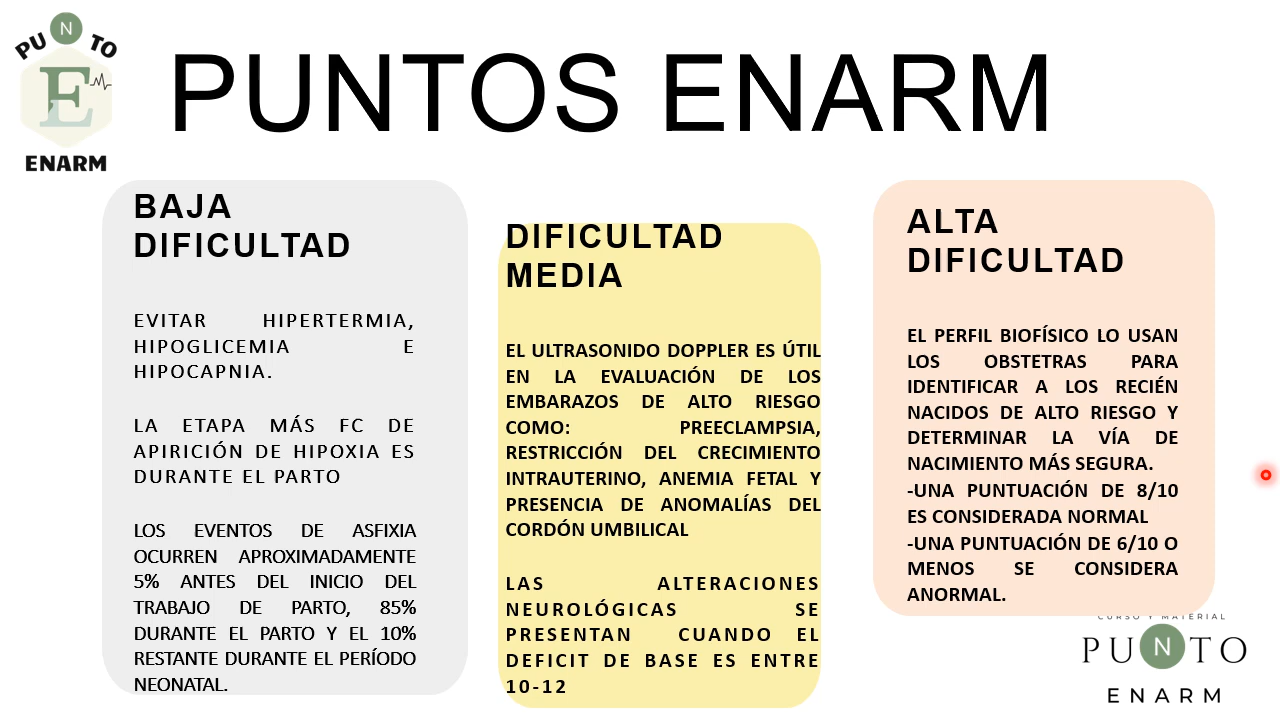 PUNTO
E
ENARM
PUNTOS ENARM
BAJA
DIFICULTAD
EVITAR HIPERTERMIA,
HIPOGLICEMIA E
HIPOCAPNIA.
LA ETAPA MÁS FC DE
APIRICIÓN DE HIPOXIA ES
DURANTE EL PARTO
LOS EVENTOS DE ASFIXIA
OCURREN APROXIMADAMENTE
5% ANTES DEL INICIO DEL
TRABAJO DE PARTO, 85%
DURANTE EL PARTO Y EL 10%
RESTANTE DURANTE EL PERÍODO
NEONATAL.
DIFICULTAD
MEDIA
EL ULTRASONIDO DOPPLER ES ÚTIL
EN LA EVALUACIÓN DE LOS
EMBARAZOS DE ALTO RIESGO
COMO: PREECLAMPSIA,
RESTRICCIÓN DEL CRECIMIENTO
INTRAUTERINO, ANEMIA FETAL Y
PRESENCIA DE ANOMALÍAS DEL
CORDÓN UMBILICAL
LAS ALTERACIONES
NEUROLÓGICAS SE
PRESENTAN CUANDO EL
DEFICIT DE BASE ES ENTRE
10-12
ALTA
DIFICULTAD
EL PERFIL BIOFÍSICO LO USAN
LOS OBSTETRAS PARA
IDENTIFICAR A LOS RECIÉN
NACIDOS DE ALTO RIESGO Y
DETERMINAR LA VÍA DE
NACIMIENTO MÁS SEGURA.
-UNA PUNTUACIÓN DE 8/10
ES CONSIDERADA NORMAL
-UNA PUNTUACIÓN DE 6/10 O
MENOS SE CONSIDERA
ANORMAL.
CURSO Y MATERIAL
PUNTO
ENARM